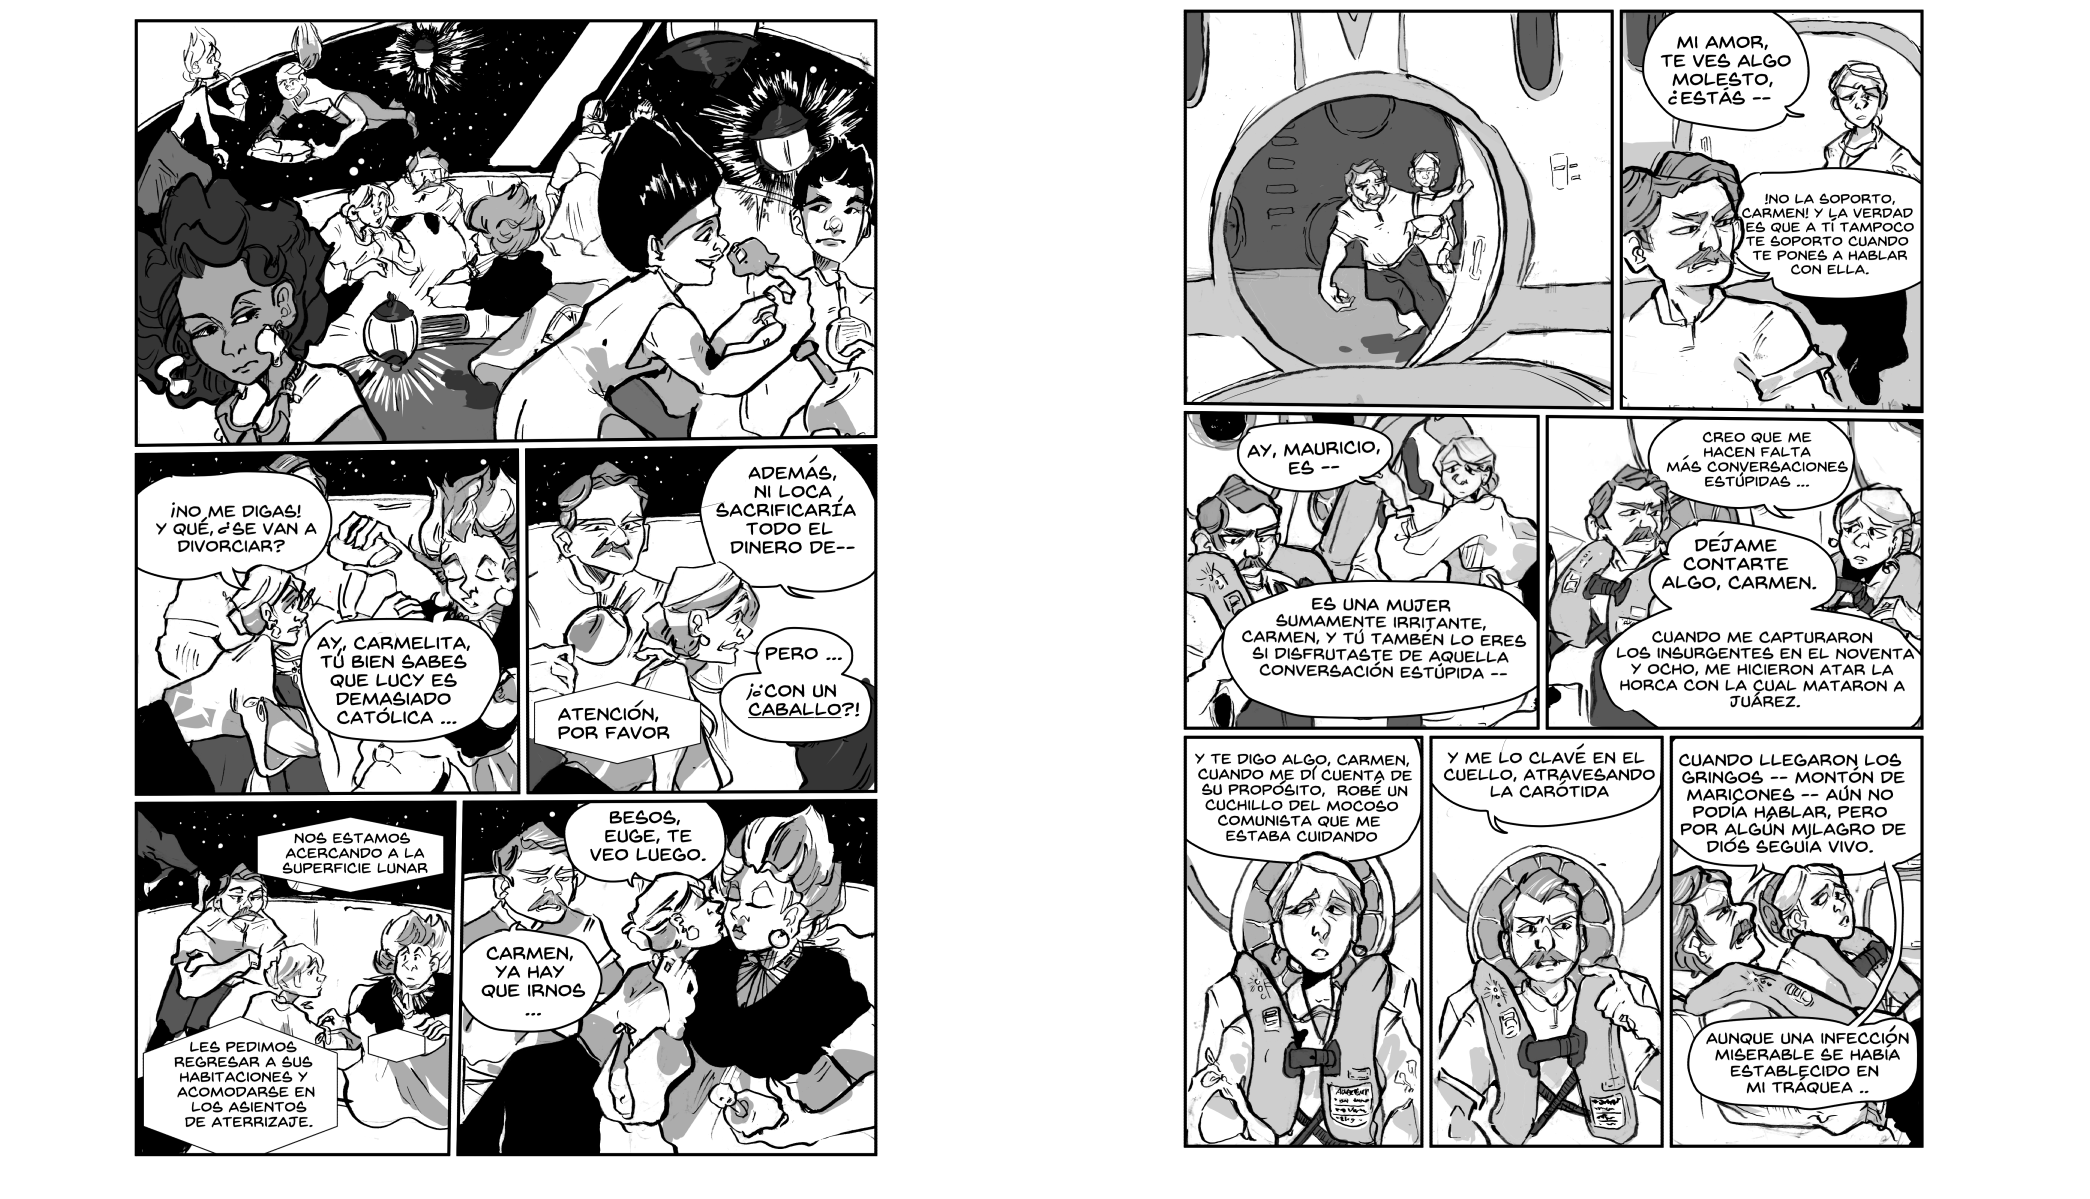 ¡NO ME DIGAS!
Y QUÉ, ¿SE VAN A
DIVORCIAR?
AY, CARMELITA,
TÚ BIEN SABES
QUE LUCY ES
DEMASIADO
CATÓLICA ...
ADEMÁS,
NI LOCA
SACRIFICARÍA
TODO EL
DINERO DE--
PERO ...
¡¿CON UN
CABALLO?!
ATENCIÓN,
POR FAVOR
NOS ESTAMOS
ACERCANDO A LA
SUPERFICIE LUNAR
LES PEDIMOS
REGRESAR A SUS
HABITACIONES Y
ACOMODARSE EN
LOS ASIENTOS
DE ATERRIZAJE.
BESOS,
EUGE, TE
VEO LUEGO.
CARMEN,
YA HAY
QUE IRNOS
...
MI AMOR,
TE VES ALGO
MOLESTO,
¿ESTÁS --
!NO LA SOPORTO,
CARMEN! Y LA VERDAD
ES QUE A TI TAMPOCO
TE SOPORTO CUANDO
TE PONES A HABLAR
CON ELLA.
AY, MAURICIO,
ES --
ES UNA MUJER
SUMAMENTE IRRITANTE,
CARMEN, Y TÚ TAMBÉN LO ERES
SI DISFRUTASTE DE AQUELLA
CONVERSACIÓN ESTÚPIDA --
CREO QUE ME
HACEN FALTA
MÁS CONVERSACIONES
ESTÚPIDAS ...
DÉJAME
CONTARTE
ALGO, CARMEN.
CUANDO ME CAPTURARON
LOS INSURGENTES EN EL NOVENTA
Y OCHO, ME HICIERON ATAR LA
HORCA CON LA CUAL MATARON A
JUÁREZ.
Y TE DIGO ALGO, CARMEN,
CUANDO ME DÍ CUENTA DE
SU PROPÓSITO, ROBÉ UN
CUCHILLO DEL MOCOSO
COMUNISTA QUE ME
ESTABA CUIDANDO
Y ME LO CLAVÉ EN EL
CUELLO, ATRAVESANDO
LA CARÓTIDA
CUANDO LLEGARON LOS
GRINGOS -- MONTÓN DE
MARICONES -- AÚN NO
PODÍA HABLAR, PERO
POR ALGÚN MILAGRO DE
DIÓS SEGUÍA VIVO.
AUNQUE UNA INFECCIÓN
MISERABLE SE HABÍA
ESTABLECIDO EN
MI TRÁQUEA ..